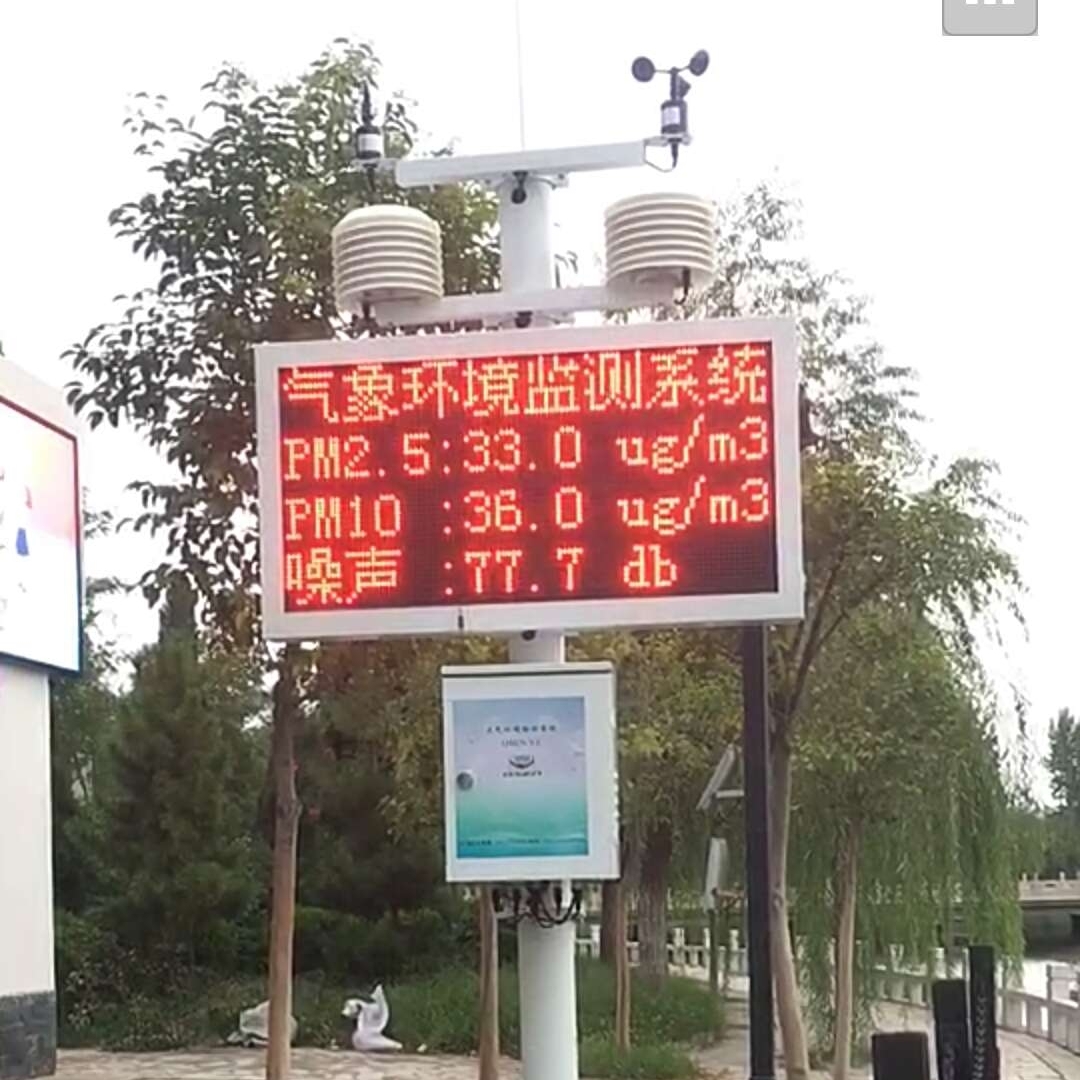 气象环境监测系统
PM2.5:33.0 ug/m3
PM10 :36.0 ug/m3
噪声 :77.7 db